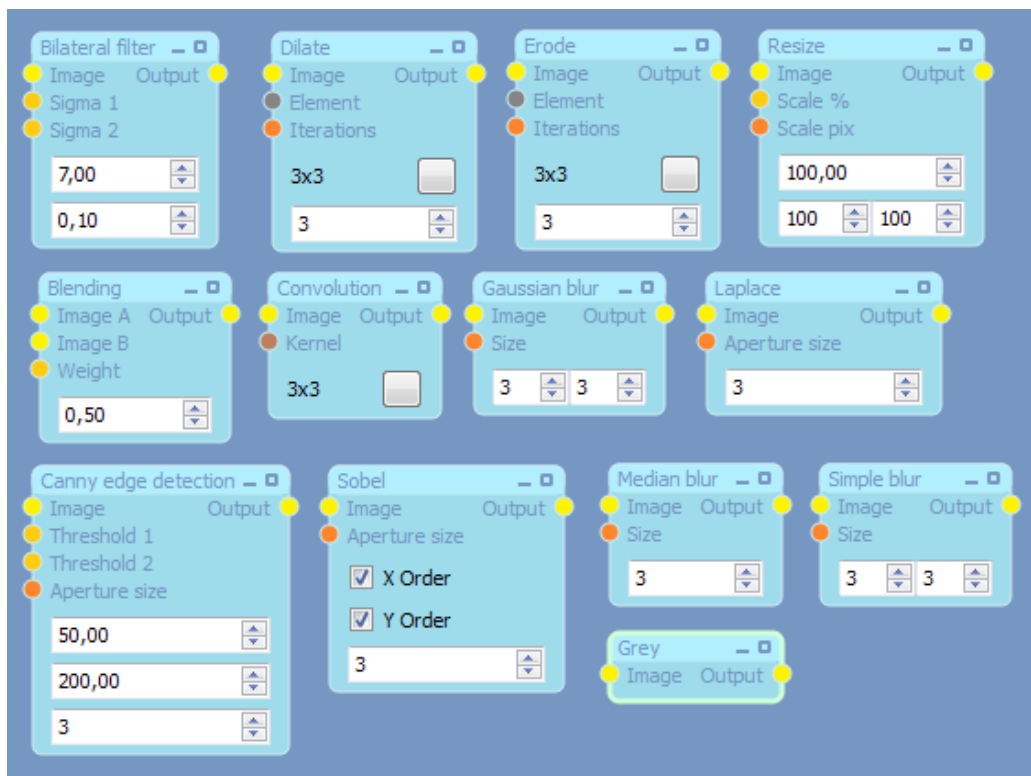 Bilateral filter
Image Output
Sigma 1
Sigma 2
7,00
0,10
Dilate
Image Output
Element
Iterations
3x3
3
Erode
Image Output
Element
Iterations
3x3
3
Resize
Image Output
Scale %
Scale pix
100,00
100 100
Blending
Image A Output
Image B
Weight
0,50
Convolution
Image Output
Kernel
3x3
Gaussian blur
Image Output
Size
3 3
Laplace
Image Output
Aperture size
3
Canny edge detection
Image Output
Threshold 1
Threshold 2
Aperture size
50,00
200,00
3
Sobel
Image Output
Aperture size
X Order
Y Order
3
Median blur
Image Output
Size
3
Simple blur
Image Output
Size
3 3
Grey
Image Output